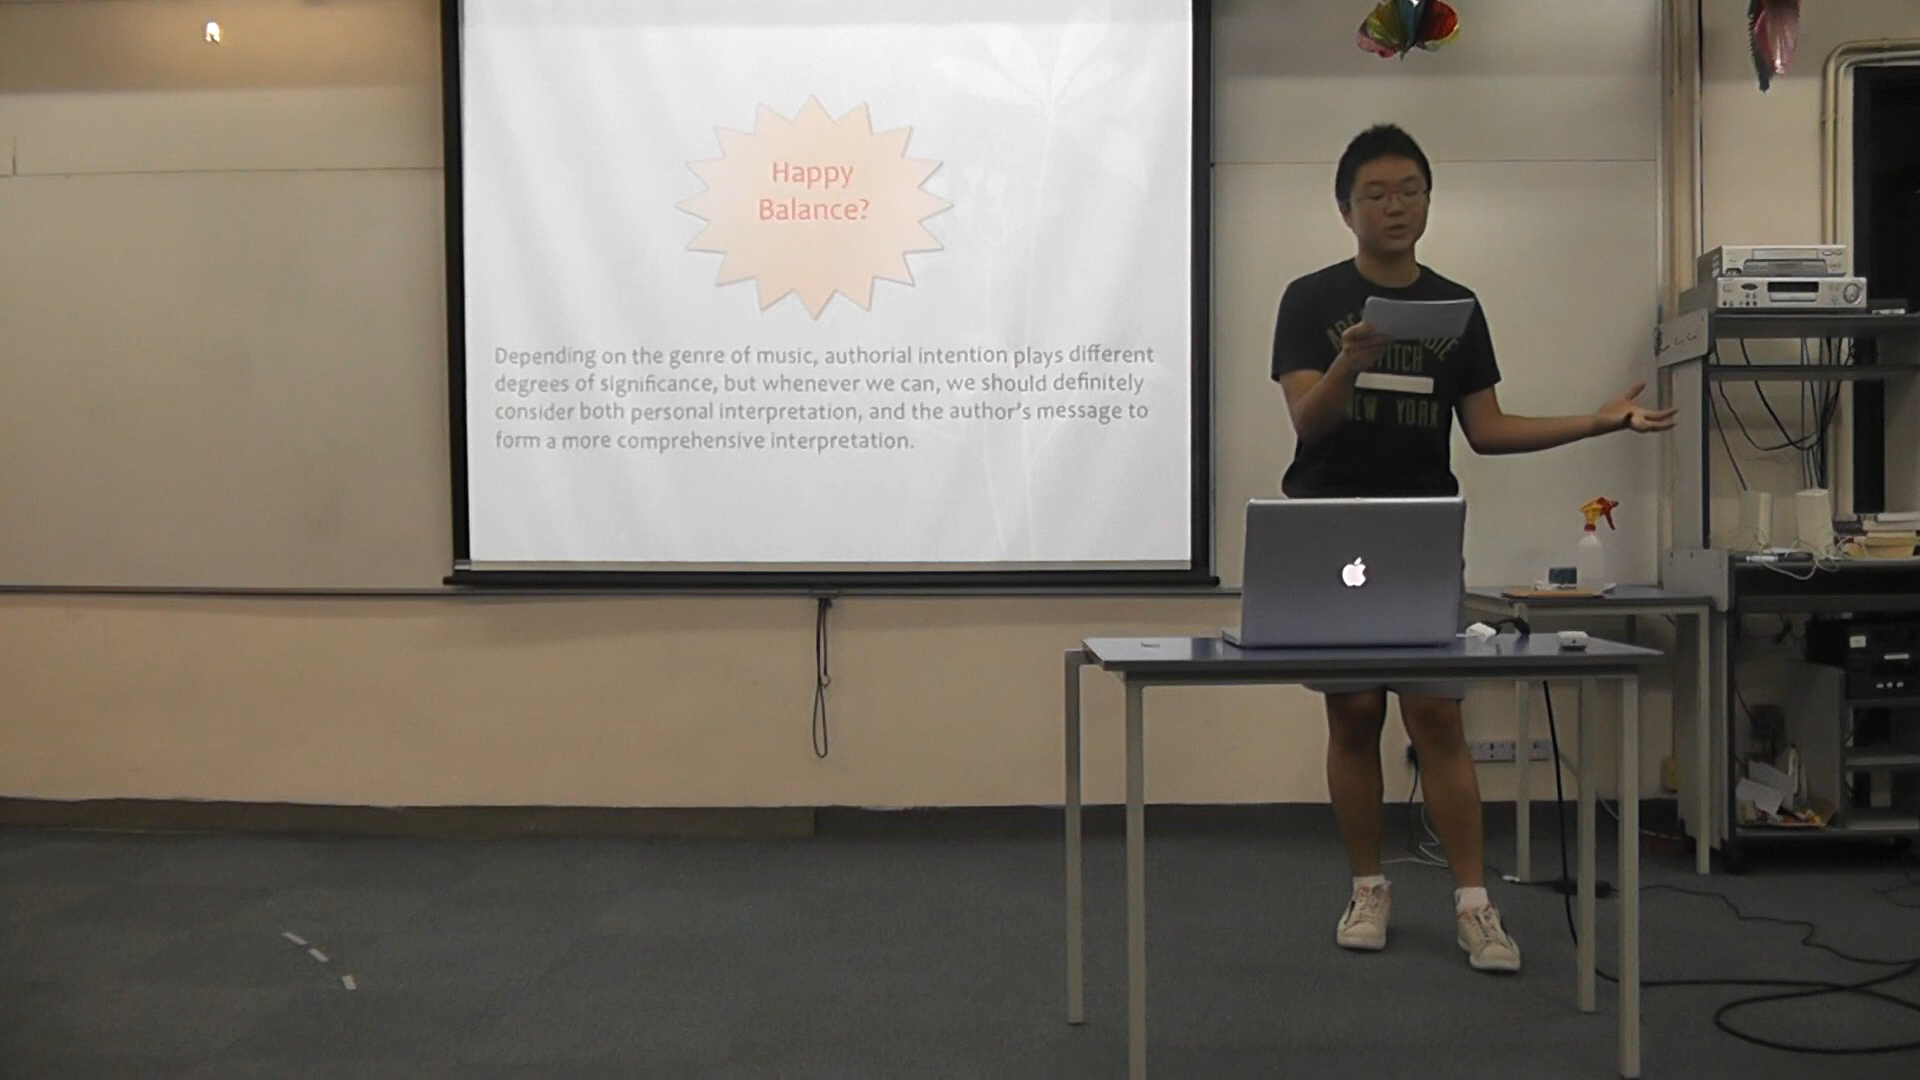 Happy
Balance?
Depending on the genre of music, authorial intention plays different
degrees of significance, but whenever we can, we should definitely
consider both personal interpretation, and the author's message to
form a more comprehensive interpretation.
NEW YORK